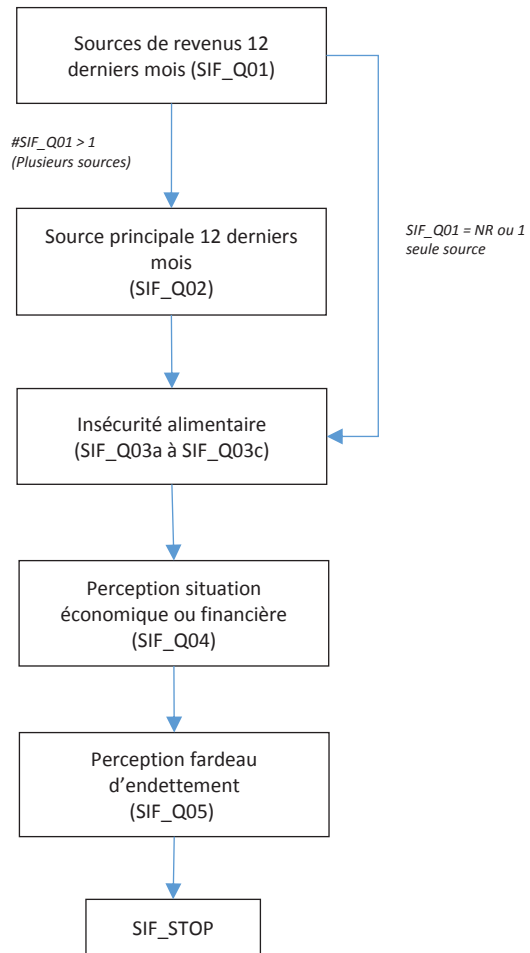 Sources de revenus 12
derniers mois (SIF_Q01)
#SIF_Q01 > 1
(Plusieurs sources)
SIF_Q01 = NR ou 1
seule source
Source principale 12 derniers
mois
(SIF_Q02)
Insécurité alimentaire
(SIF_Q03a à SIF_Q03c)
Perception situation
économique ou financière
(SIF_Q04)
Perception fardeau
d’endettement
(SIF_Q05)
SIF_STOP